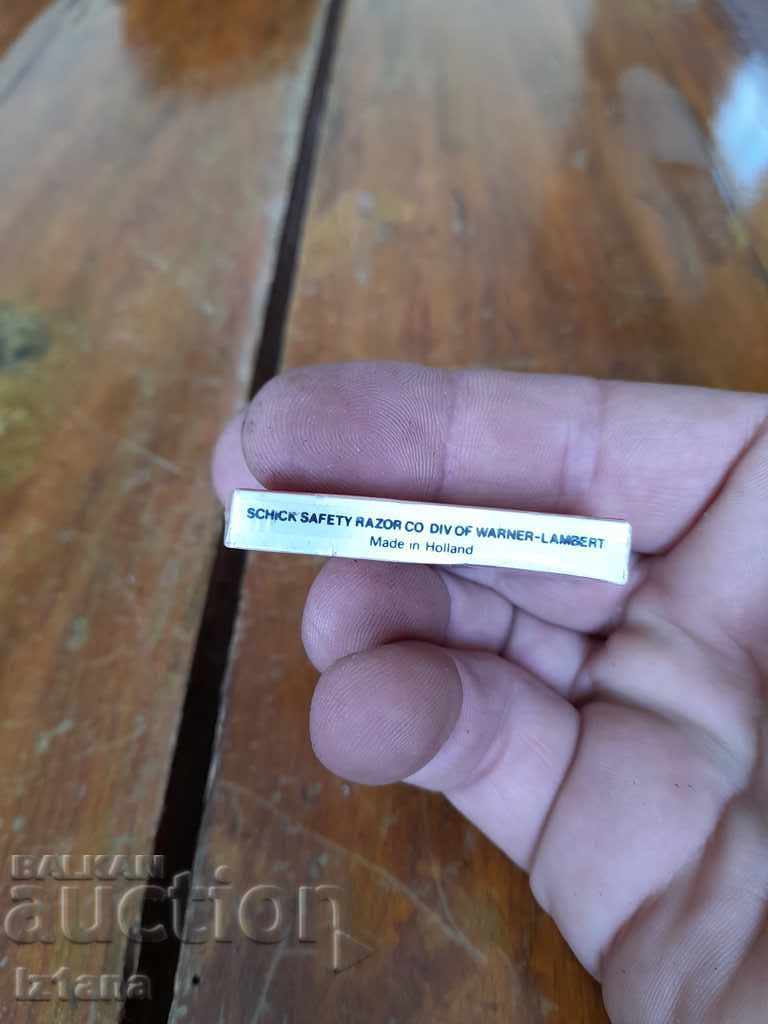 SCHICK SAFETY RAZOR CO DIV OF WARNER-LAMBERT
Made in Holland
BALKAN
auction
Iztana